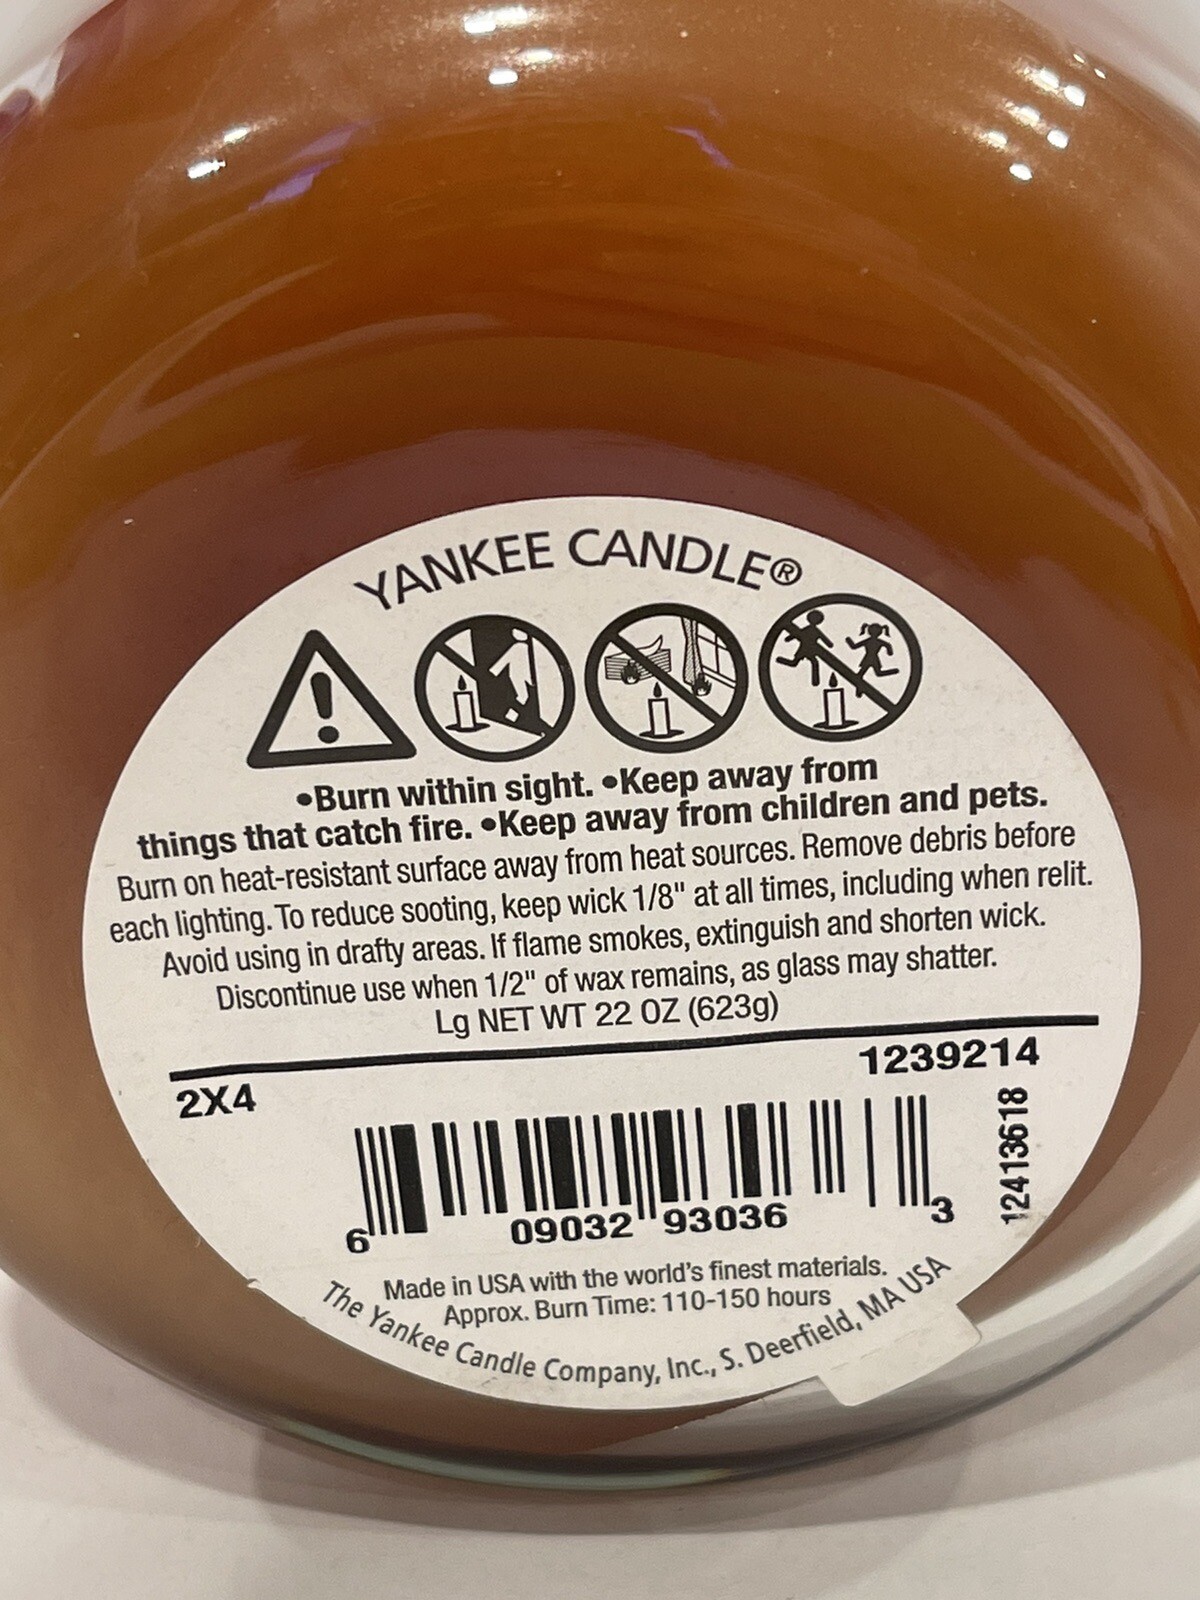 YANKEE CANDLE®
•Burn within sight. •Keep away from
things that catch fire. •Keep away from children and pets.
Burn on heat-resistant surface away from heat sources. Remove debris before
each lighting. To reduce sooting, keep wick 1/8" at all times, including when relit.
Avoid using in drafty areas. If flame smokes, extinguish and shorten wick.
Discontinue use when 1/2" of wax remains, as glass may shatter.
Lg NET WT 22 OZ (623g)
2X4
1239214
12413618
6 09032 93036 3
Made in USA with the world's finest materials.
Approx. Burn Time: 110-150 hours
The Yankee Candle Company, Inc., S. Deerfield, MA USA